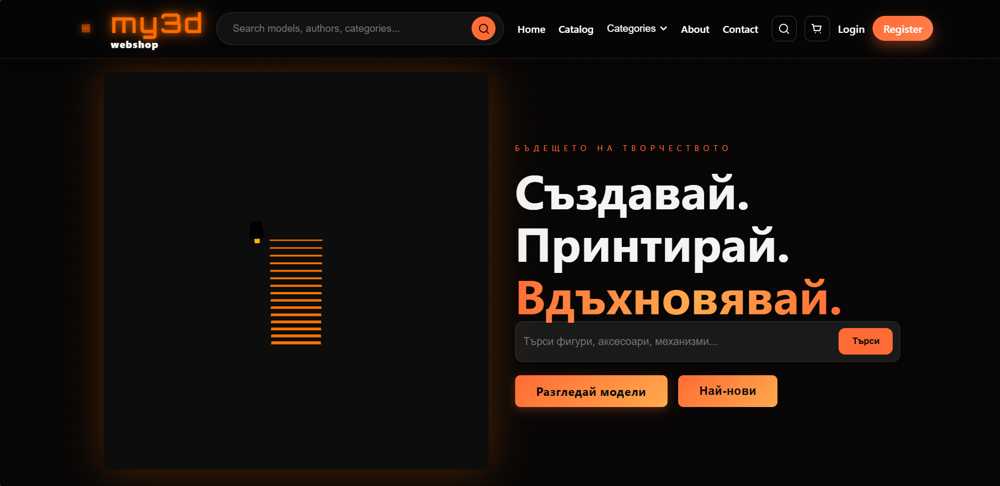 my3d
webshop
Search models, authors, categories...
Home
Catalog
Categories
About
Contact
Login
Register
БЪДЕЩЕТО НА ТВОРЧЕСТВОТО
Създавай.
Принтирай.
Вдъхновявай.
Търси фигури, аксесоари, механизми...
Търси
Разгледай модели
Най-нови